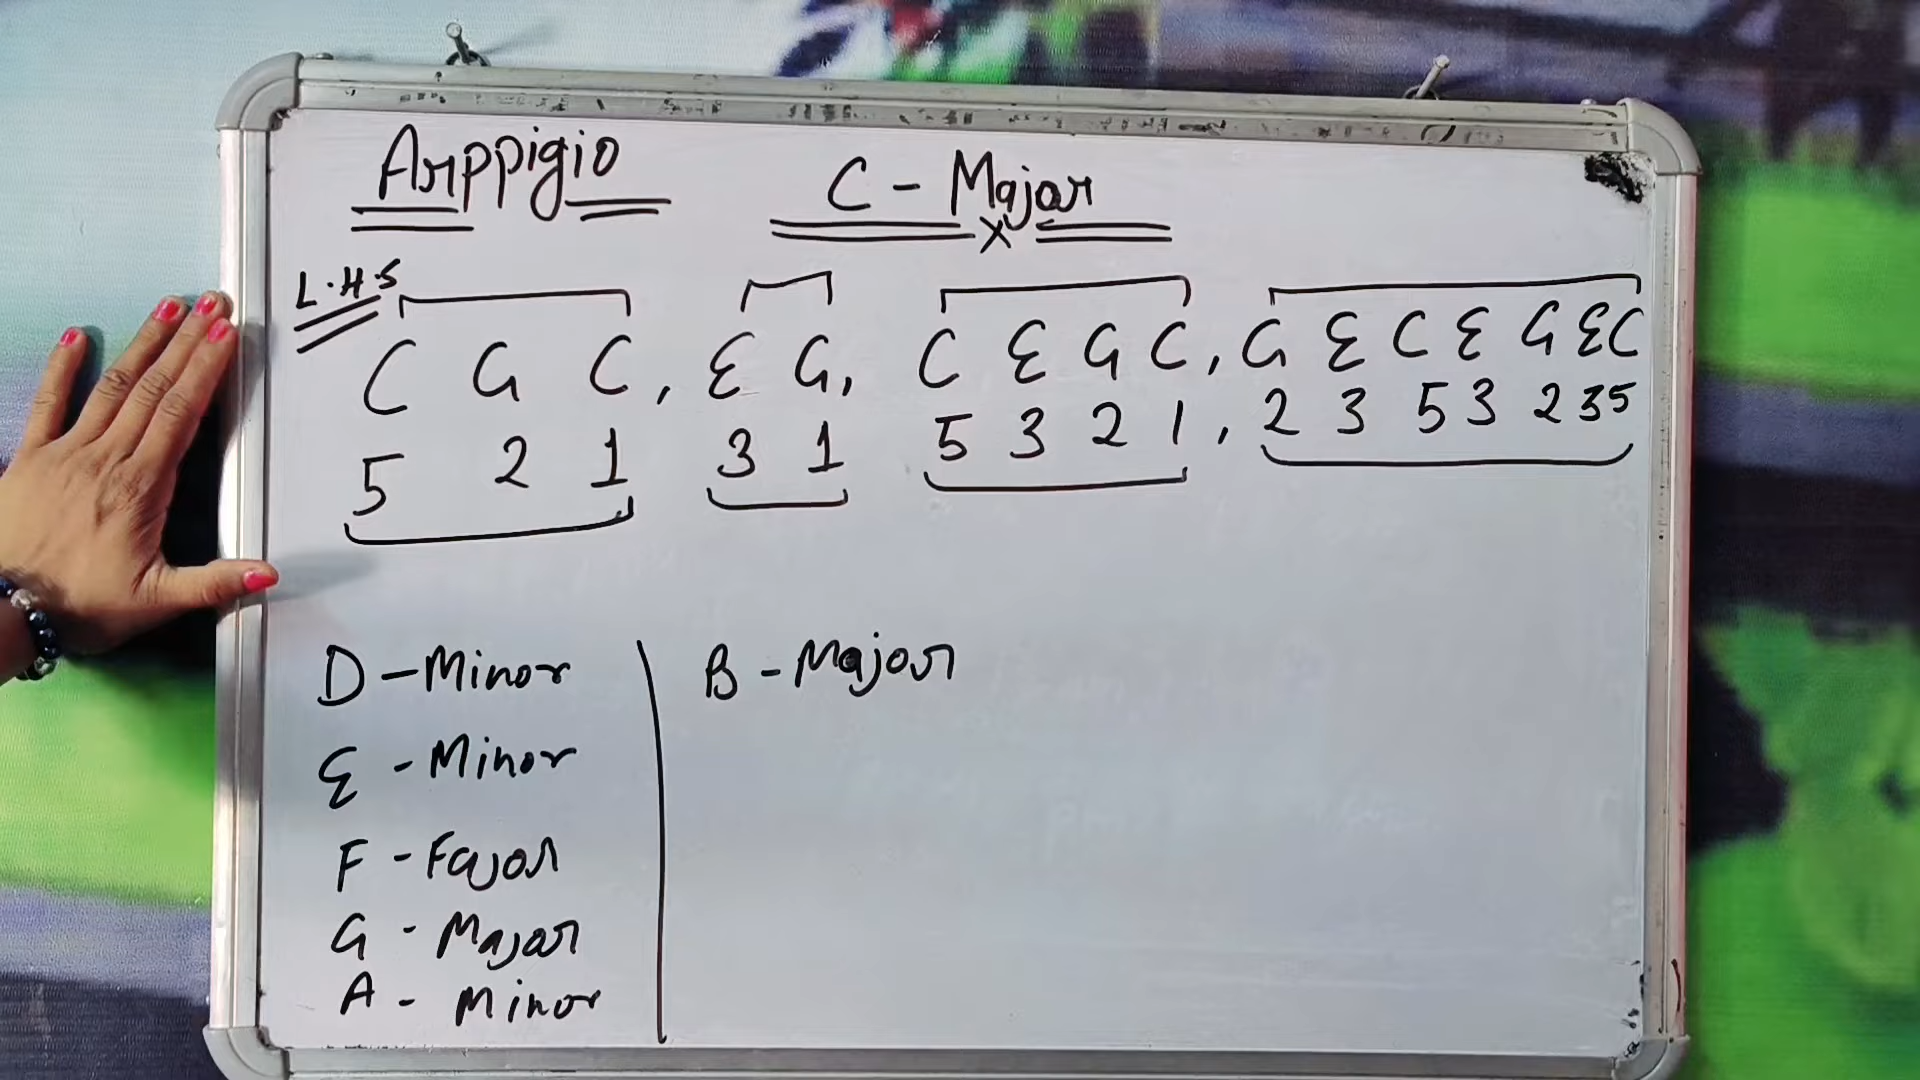 Arppigio
C - Major
x
L.H.S
C G C, E G, C E G C, G E C E G E C
5 2 1 3 1 5 3 2 1, 2 3 5 3 2 3 5
D - Minor
E - Minor
F - Fajor
G - Major
A - Minor
B - Major